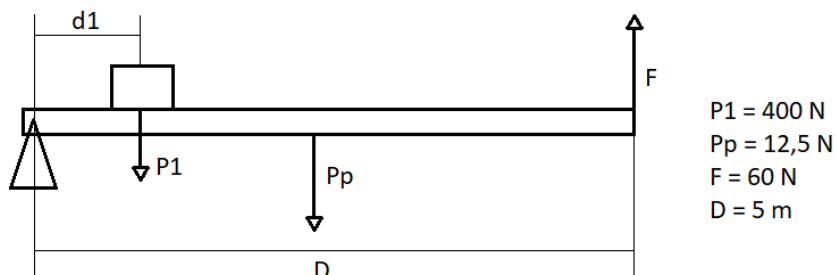 d1
F
P1
Pp
D
P1 = 400 N
Pp = 12,5 N
F = 60 N
D = 5 m